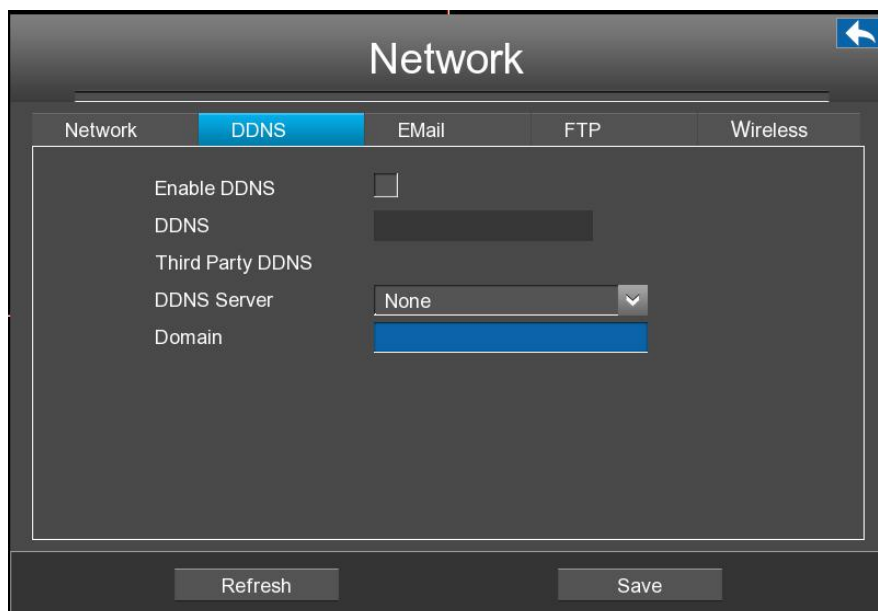 Network
Network DDNS EMail FTP Wireless
Enable DDNS
DDNS
Third Party DDNS
DDNS Server None
Domain
Refresh Save